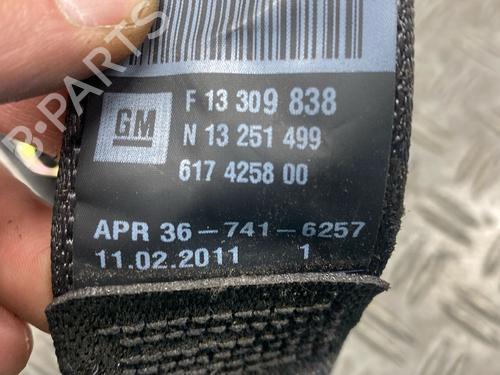 B-PARTS
GM
F 13 309 838
N 13 251 499
617 4258 00
APR 36-741-6257
11.02.2011 1